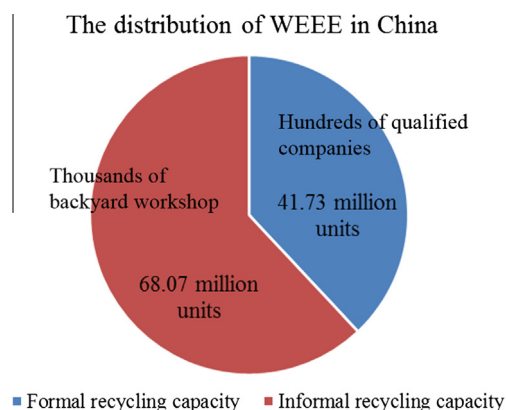 The distribution of WEEE in China
Hundreds of qualified
companies
41.73 million
units
Thousands of
backyard workshop
68.07 million
units
Formal recycling capacity
Informal recycling capacity